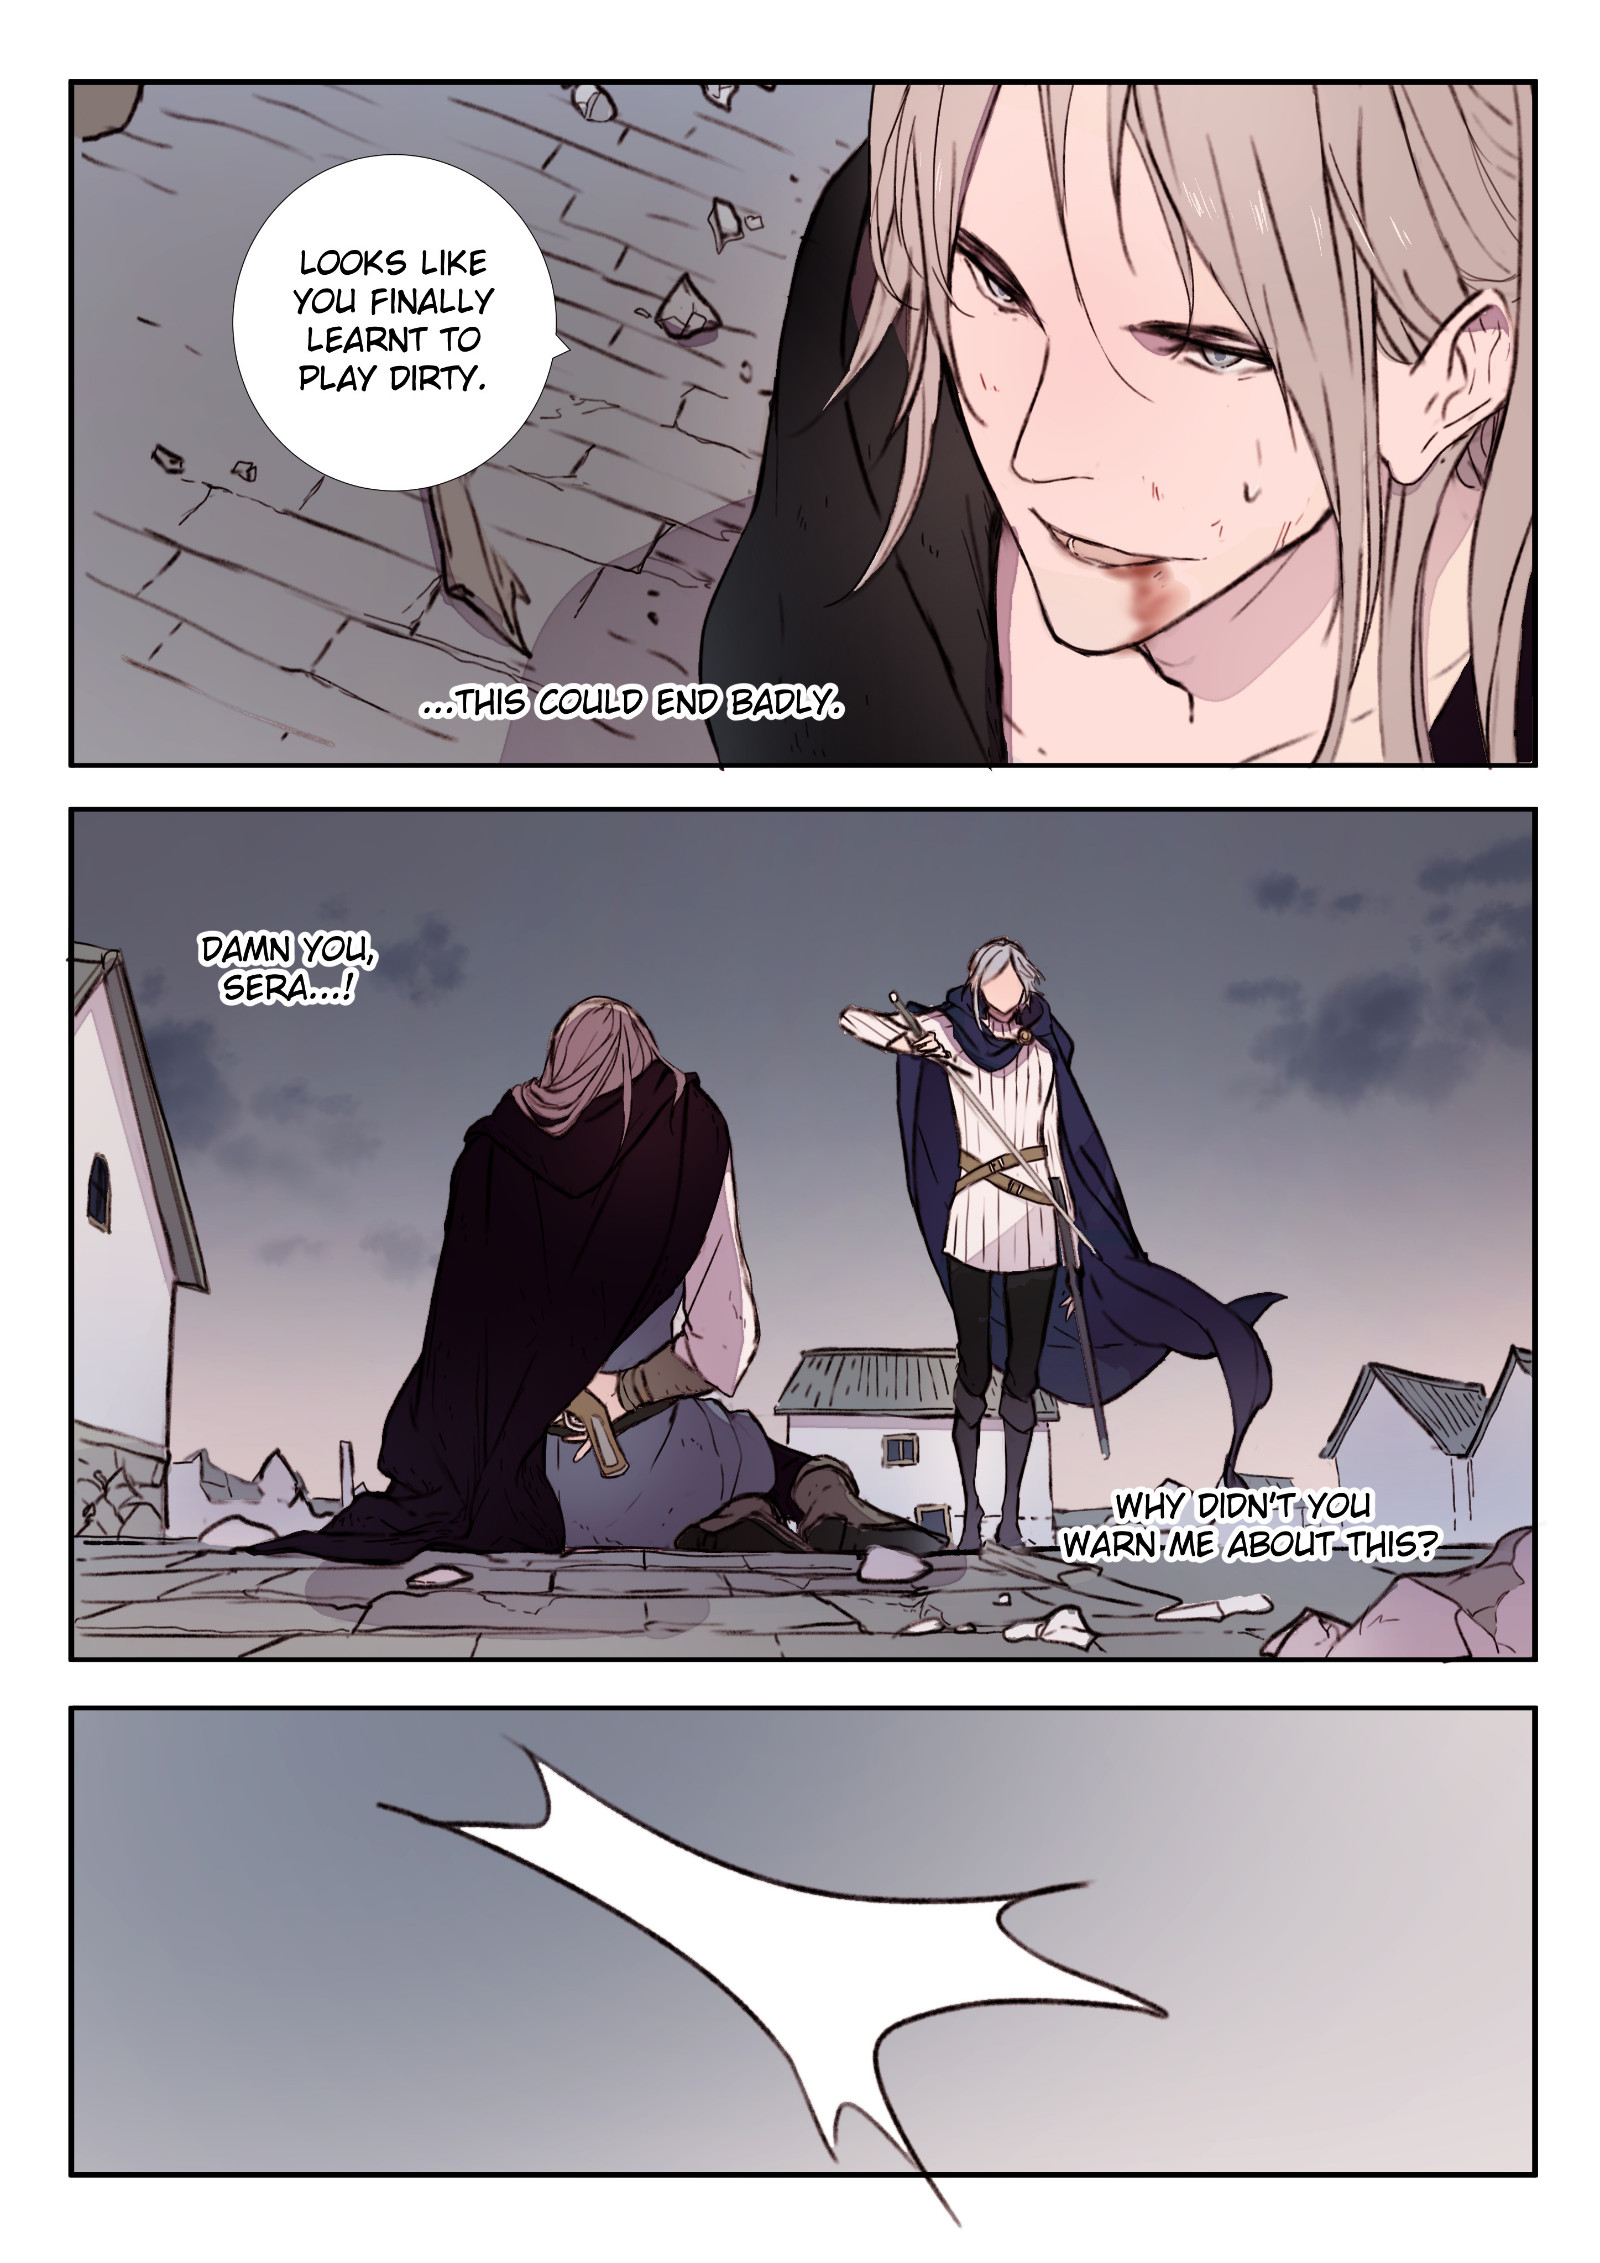 LOOKS LIKE
YOU FINALLY
LEARNT TO
PLAY DIRTY.
...THIS COULD END BADLY.
DAMN YOU,
SERA...!
WHY DIDN'T YOU
WARN ME ABOUT THIS?